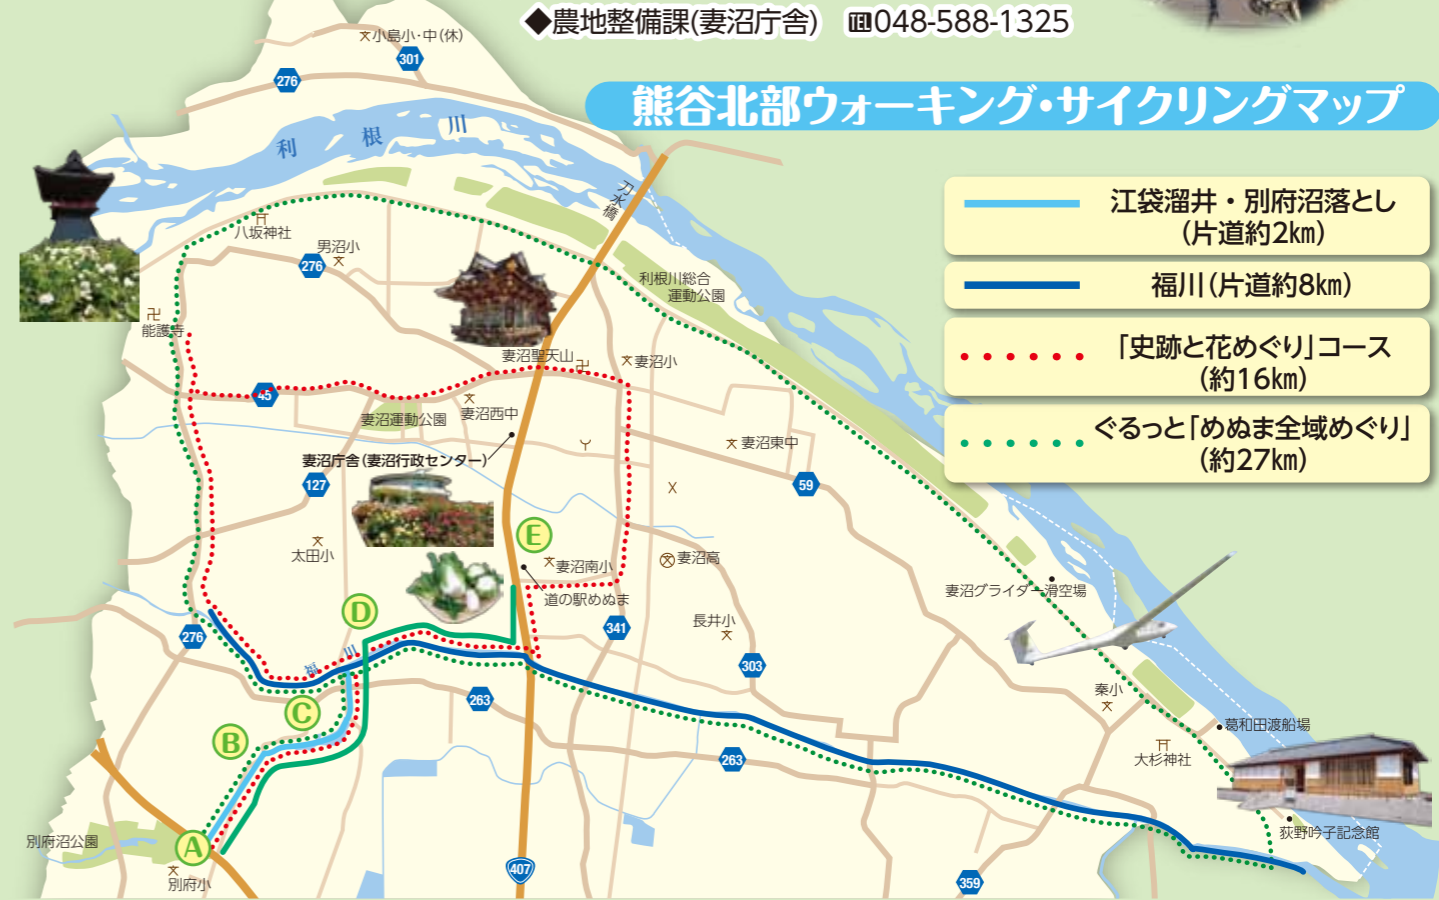 ◆農地整備課(妻沼庁舎) ℡048-588-1325
熊谷北部ウォーキング・サイクリングマップ
小島小・中(休)
301
276
利根川
刀水橋
江袋溜井・別府沼落とし
(片道約2km)
福川(片道約8km)
「史跡と花めぐり」コース
(約16km)
ぐるっと「めぬま全域めぐり」
(約27km)
八坂神社
男沼小
276
利根川総合
運動公園
能護寺
妻沼聖天山
妻沼小
45
妻沼運動公園
妻沼西中
妻沼東中
妻沼庁舎(妻沼行政センター)
127
59
E
太田小
妻沼南小
妻沼高
道の駅めぬま
妻沼グライダー滑空場
D
276
341
長井小
福川
303
263
C
B
秦小
葛和田渡船場
263
大杉神社
別府沼公園
A
別府小
荻野吟子記念館
407
359